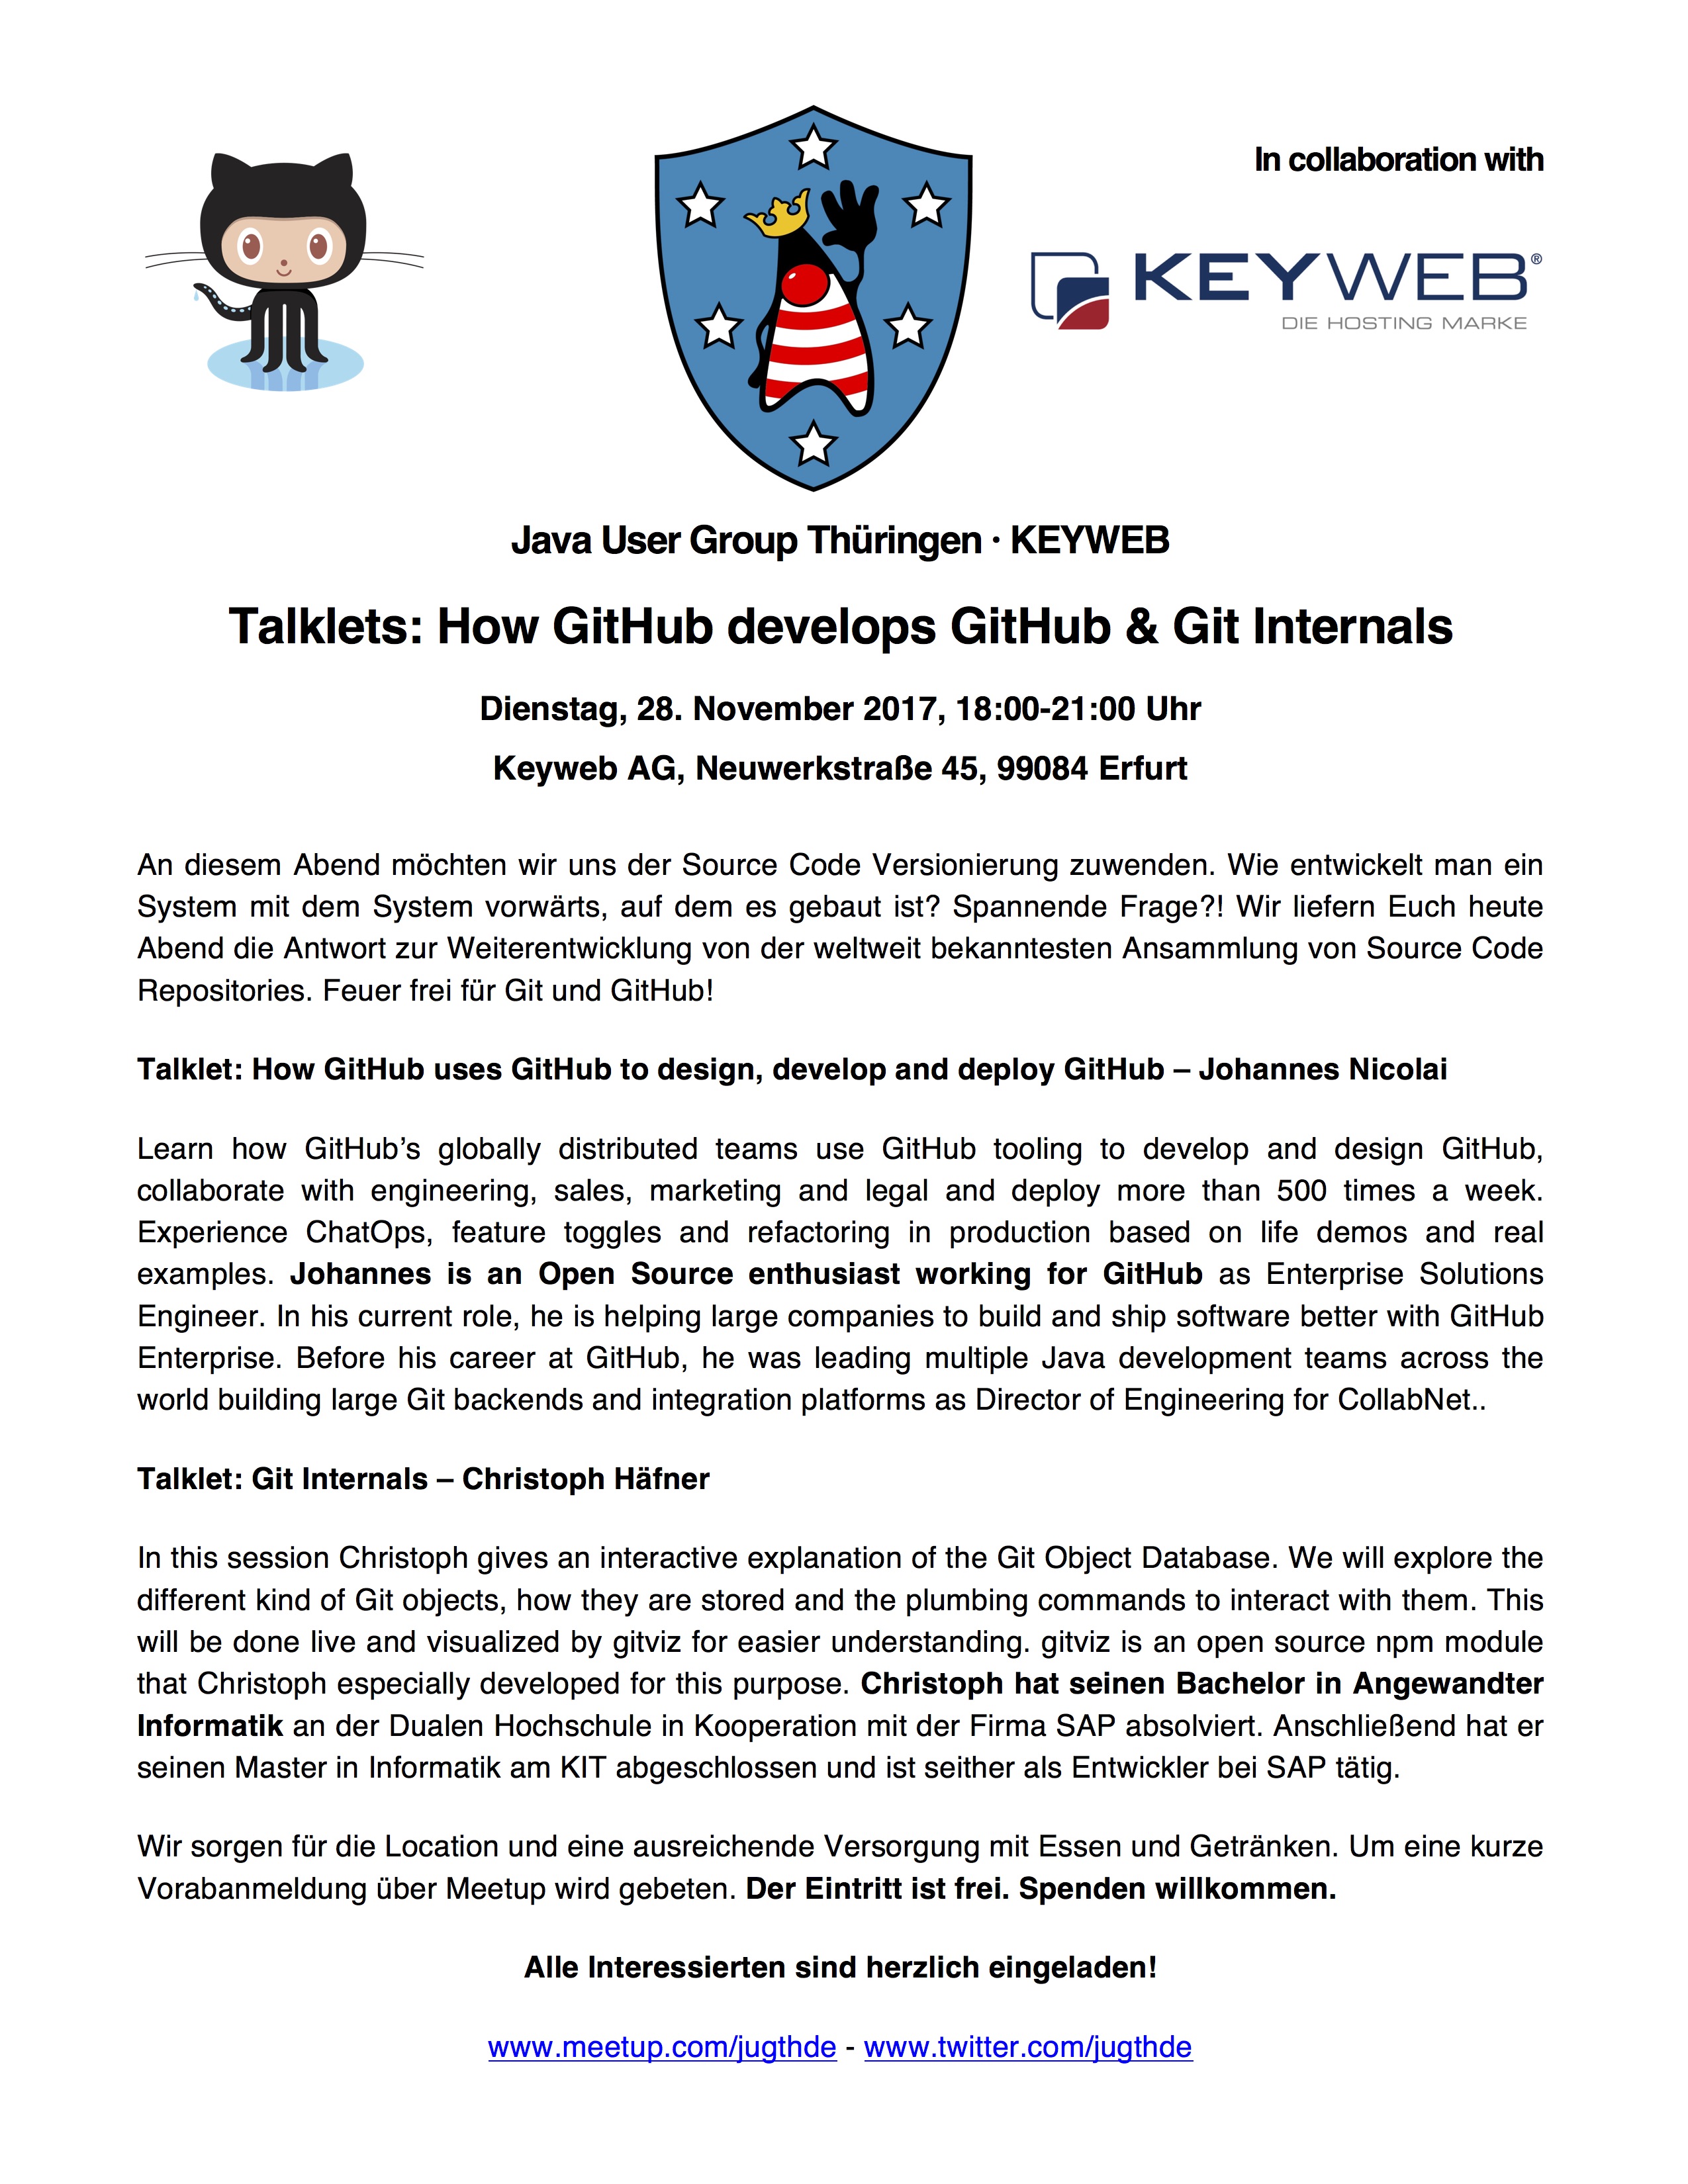 In collaboration with
KEYWEB®
DIE HOSTING MARKE
Java User Group Thüringen · KEYWEB
Talklets: How GitHub develops GitHub & Git Internals
Dienstag, 28. November 2017, 18:00-21:00 Uhr
Keyweb AG, Neuwerkstraße 45, 99084 Erfurt
An diesem Abend möchten wir uns der Source Code Versionierung zuwenden. Wie entwickelt man ein
System mit dem System vorwärts, auf dem es gebaut ist? Spannende Frage?! Wir liefern Euch heute
Abend die Antwort zur Weiterentwicklung von der weltweit bekanntesten Ansammlung von Source Code
Repositories. Feuer frei für Git und GitHub!
Talklet: How GitHub uses GitHub to design, develop and deploy GitHub – Johannes Nicolai
Learn how GitHub’s globally distributed teams use GitHub tooling to develop and design GitHub,
collaborate with engineering, sales, marketing and legal and deploy more than 500 times a week.
Experience ChatOps, feature toggles and refactoring in production based on life demos and real
examples. Johannes is an Open Source enthusiast working for GitHub as Enterprise Solutions
Engineer. In his current role, he is helping large companies to build and ship software better with GitHub
Enterprise. Before his career at GitHub, he was leading multiple Java development teams across the
world building large Git backends and integration platforms as Director of Engineering for CollabNet..
Talklet: Git Internals – Christoph Häfner
In this session Christoph gives an interactive explanation of the Git Object Database. We will explore the
different kind of Git objects, how they are stored and the plumbing commands to interact with them. This
will be done live and visualized by gitviz for easier understanding. gitviz is an open source npm module
that Christoph especially developed for this purpose. Christoph hat seinen Bachelor in Angewandter
Informatik an der Dualen Hochschule in Kooperation mit der Firma SAP absolviert. Anschließend hat er
seinen Master in Informatik am KIT abgeschlossen und ist seither als Entwickler bei SAP tätig.
Wir sorgen für die Location und eine ausreichende Versorgung mit Essen und Getränken. Um eine kurze
Vorabanmeldung über Meetup wird gebeten. Der Eintritt ist frei. Spenden willkommen.
Alle Interessierten sind herzlich eingeladen!
www.meetup.com/jugthde - www.twitter.com/jugthde